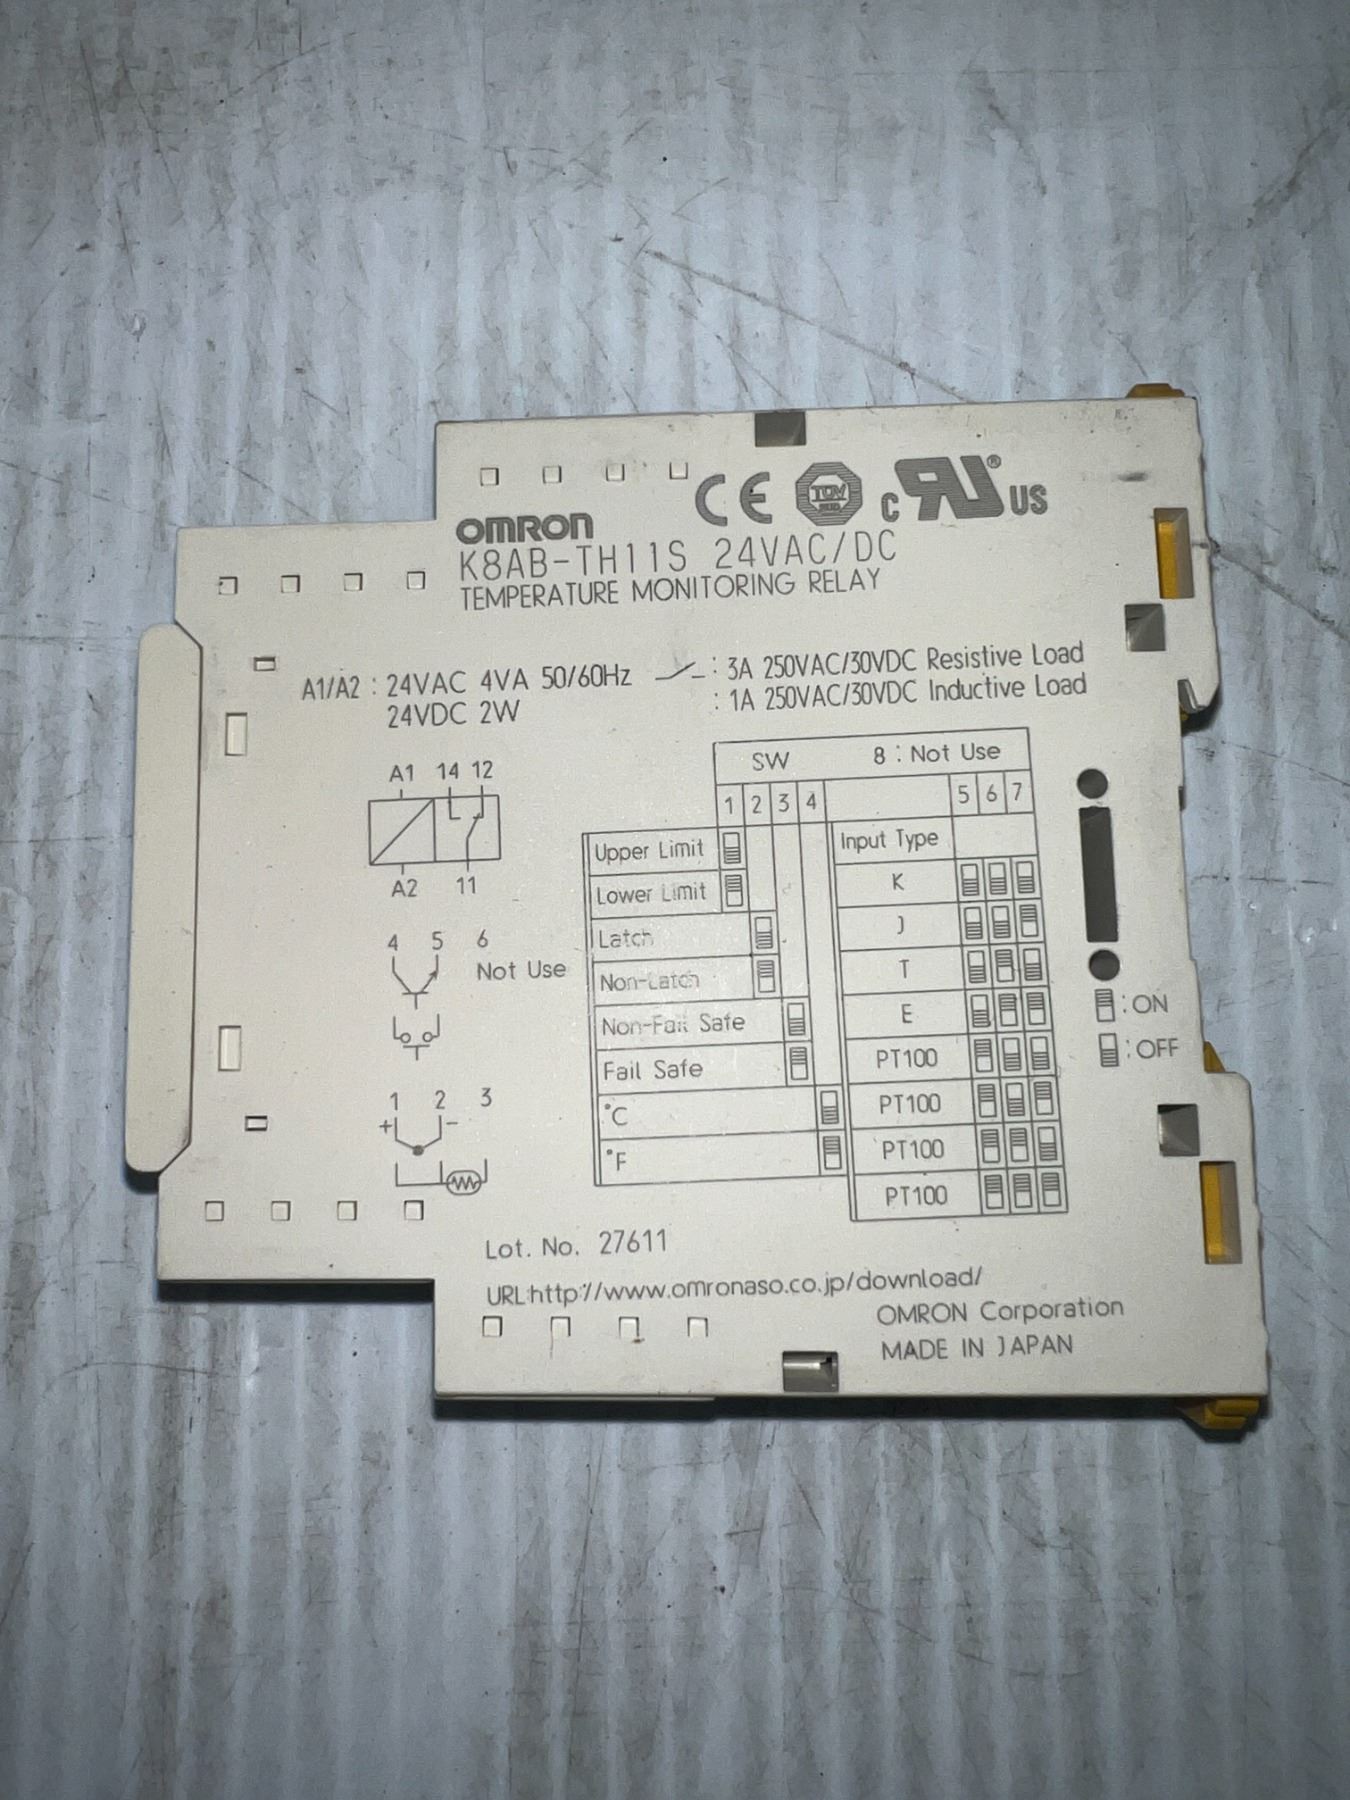 CE TÜV SÜD c RU® US
OMRON
K8AB-TH11S 24VAC/DC
TEMPERATURE MONITORING RELAY
A1/A2 : 24VAC 4VA 50/60Hz : 3A 250VAC/30VDC Resistive Load
24VDC 2W : 1A 250VAC/30VDC Inductive Load
A1 14 12
A2 11
4 5 6
Not Use
1 2 3
+ -
SW 8 : Not Use
1 2 3 4 5 6 7
Upper Limit
Lower Limit
Latch
Non-Latch
Non-Fail Safe
Fail Safe
°C
°F
Input Type
K
J
T
E
PT100
PT100
PT100
PT100
:ON
:OFF
Lot. No. 27611
URL:http://www.omronaso.co.jp/download/
OMRON Corporation
MADE IN JAPAN